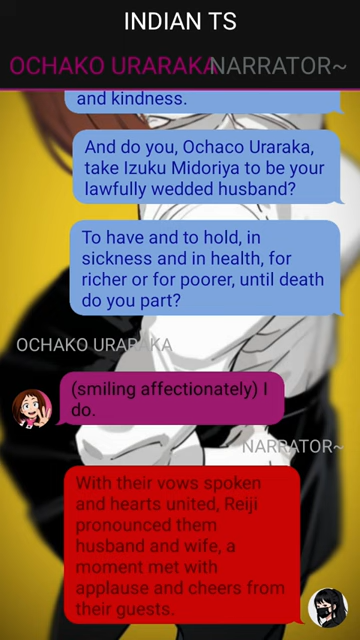 INDIAN TS
OCHAKO URARAKA NARRATOR~
and kindness.
And do you, Ochaco Uraraka,
take Izuku Midoriya to be your
lawfully wedded husband?
To have and to hold, in
sickness and in health, for
richer or for poorer, until death
do you part?
OCHAKO URARAKA
(smiling affectionately) I
do.
NARRATOR~
With their vows spoken
and hearts united, Reiji
pronounced them
husband and wife, a
moment met with
applause and cheers from
their guests.